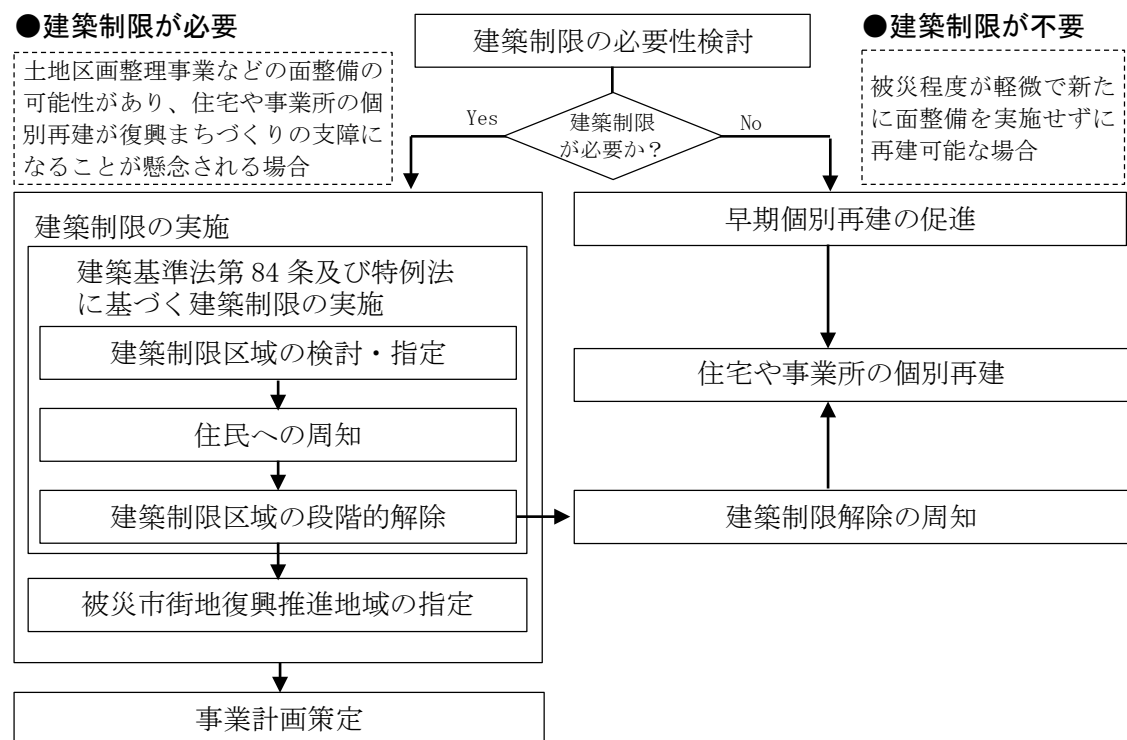 ●建築制限が必要
土地区画整理事業などの面整備の
可能性があり、住宅や事業所の個
別再建が復興まちづくりの支障に
なることが懸念される場合
建築制限の必要性検討
●建築制限が不要
被災程度が軽微で新た
に面整備を実施せずに
再建可能な場合
建築制限
が必要か?
Yes
No
建築制限の実施
建築基準法第 84 条及び特例法
に基づく建築制限の実施
建築制限区域の検討・指定
住民への周知
建築制限区域の段階的解除
被災市街地復興推進地域の指定
事業計画策定
早期個別再建の促進
住宅や事業所の個別再建
建築制限解除の周知